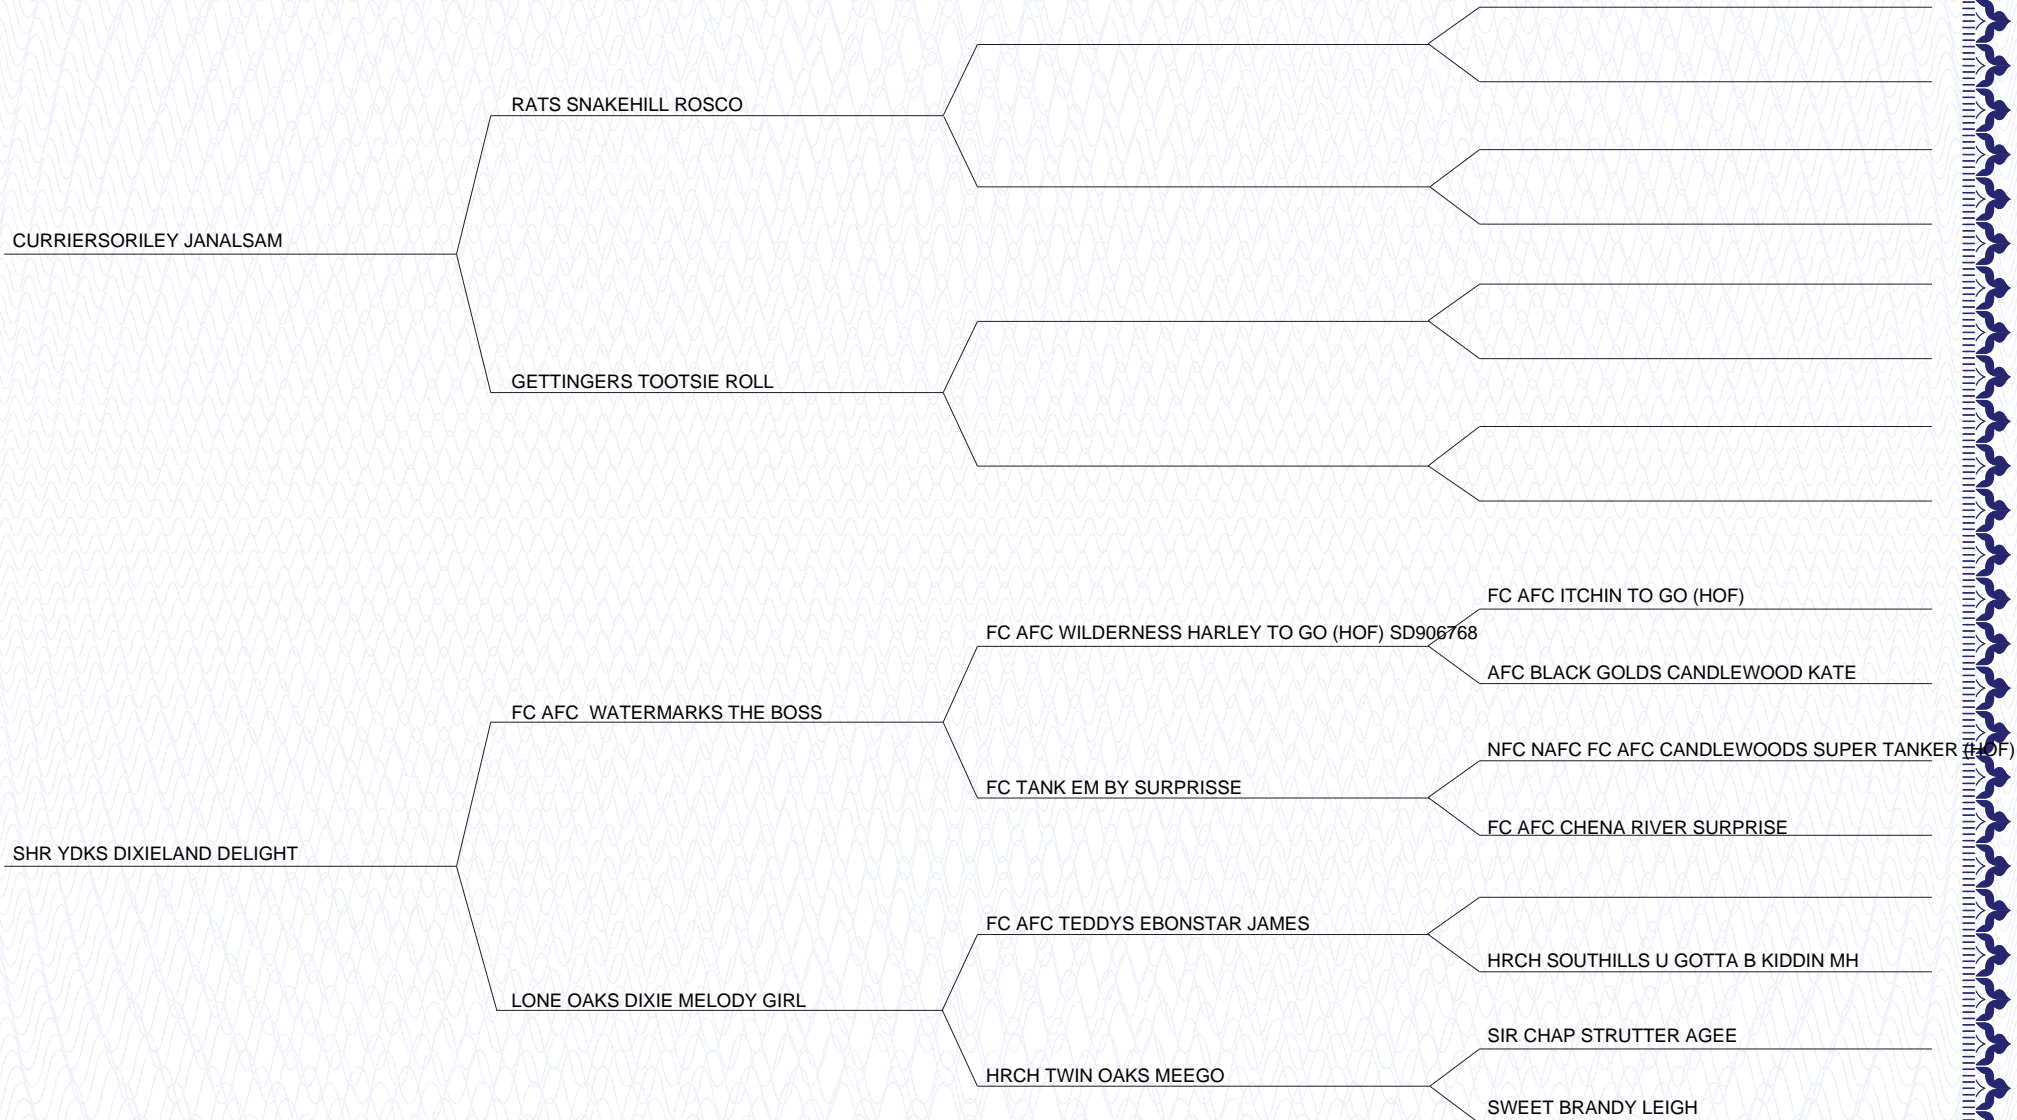 RATS SNAKEHILL ROSCO
CURRIERSORILEY JANALSAM
GETTINGERS TOOTSIE ROLL
FC AFC ITCHIN TO GO (HOF)
FC AFC WILDERNESS HARLEY TO GO (HOF) SD906768
AFC BLACK GOLDS CANDLEWOOD KATE
FC AFC  WATERMARKS THE BOSS
NFC NAFC FC AFC CANDLEWOODS SUPER TANKER (HOF)
FC TANK EM BY SURPRISSE
FC AFC CHENA RIVER SURPRISE
SHR YDKS DIXIELAND DELIGHT
FC AFC TEDDYS EBONSTAR JAMES
HRCH SOUTHILLS U GOTTA B KIDDIN MH
LONE OAKS DIXIE MELODY GIRL
SIR CHAP STRUTTER AGEE
HRCH TWIN OAKS MEEGO
SWEET BRANDY LEIGH